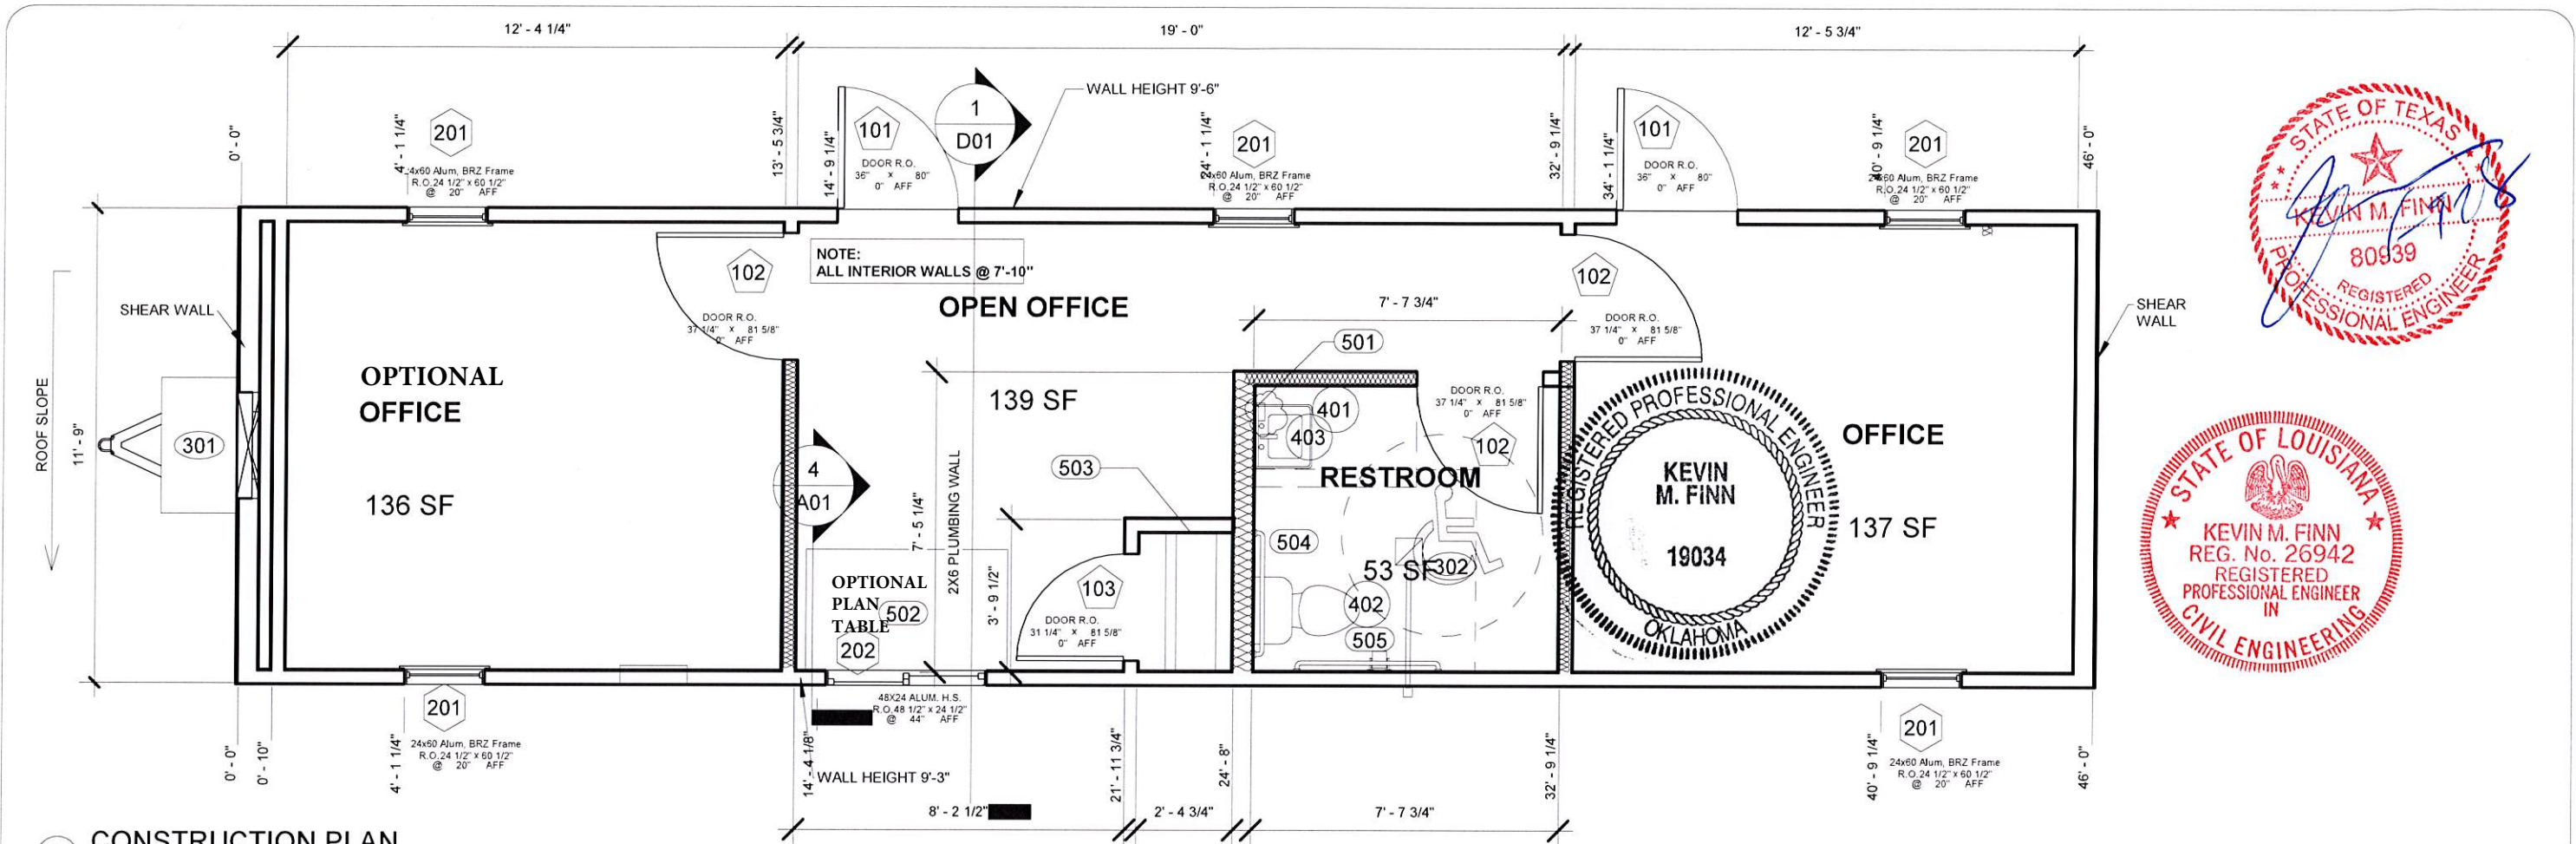 12' - 4 1/4"
19' - 0"
12' - 5 3/4"
WALL HEIGHT 9'-6"
0' - 0"
4' - 1 1/4"
201
4x60 Alum, BRZ Frame
R.O.24 1/2" x 60 1/2"
@ 20" AFF
13' - 5 3/4"
14' - 9 1/4"
101
DOOR R.O.
36" x 80"
0" AFF
1
D01
24' - 1 1/4"
201
24x60 Alum, BRZ Frame
R.O.24 1/2" x 60 1/2"
@ 20" AFF
32' - 9 1/4"
34' - 1 1/4"
101
DOOR R.O.
36" x 80"
0" AFF
40' - 9 1/4"
201
24x60 Alum, BRZ Frame
R.O.24 1/2" x 60 1/2"
@ 20" AFF
46' - 0"
STATE OF TEXAS
KEVIN M. FINN
80939
REGISTERED
PROFESSIONAL ENGINEER
SHEAR WALL
ROOF SLOPE
11' - 9"
301
OPTIONAL
OFFICE
136 SF
102
DOOR R.O.
37 1/4" x 81 5/8"
0" AFF
NOTE:
ALL INTERIOR WALLS @ 7'-10"
OPEN OFFICE
139 SF
7' - 7 3/4"
501
102
DOOR R.O.
37 1/4" x 81 5/8"
0" AFF
SHEAR
WALL
4
A01
7' - 5 1/4"
2X6 PLUMBING WALL
503
3' - 9 1/2"
OPTIONAL
PLAN
TABLE
502
202
103
DOOR R.O.
31 1/4" x 81 5/8"
0" AFF
401
403
DOOR R.O.
37 1/4" x 81 5/8"
0" AFF
102
RESTROOM
504
53 SF
302
402
505
REGISTERED PROFESSIONAL ENGINEER
KEVIN
M. FINN
19034
OKLAHOMA
OFFICE
137 SF
STATE OF LOUISIANA
KEVIN M. FINN
REG. No. 26942
REGISTERED
PROFESSIONAL ENGINEER
IN
CIVIL ENGINEERING
0' - 0"
0' - 10"
4' - 1 1/4"
201
24x60 Alum, BRZ Frame
R.O.24 1/2" x 60 1/2"
@ 20" AFF
48X24 ALUM. H.S.
R.O.48 1/2" x 24 1/2"
@ 44" AFF
14' - 4 1/8"
WALL HEIGHT 9'-3"
21' - 11 3/4"
24' - 8"
32' - 9 1/4"
40' - 9 1/4"
201
24x60 Alum, BRZ Frame
R.O.24 1/2" x 60 1/2"
@ 20" AFF
46' - 0"
8' - 2 1/2"
2' - 4 3/4"
7' - 7 3/4"
CONSTRUCTION PLAN